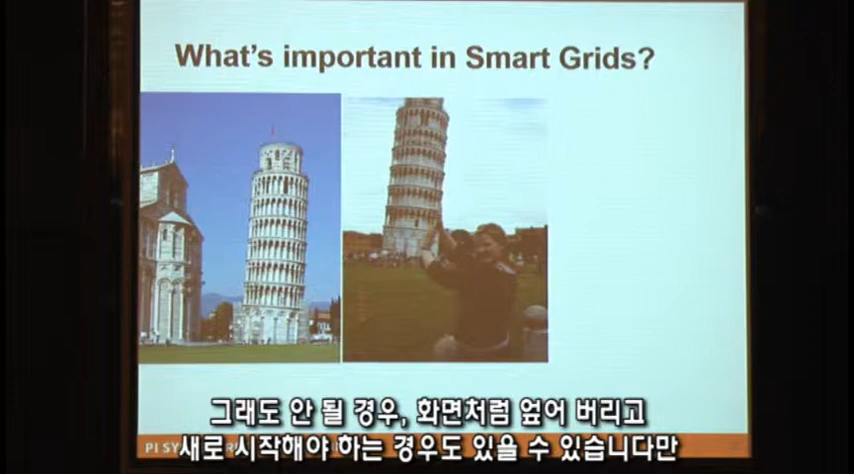 What's important in Smart Grids?
그래도 안 될 경우, 화면처럼 엎어 버리고
PI SY
새로 시작해야 하는 경우도 있을 수 있습니다만